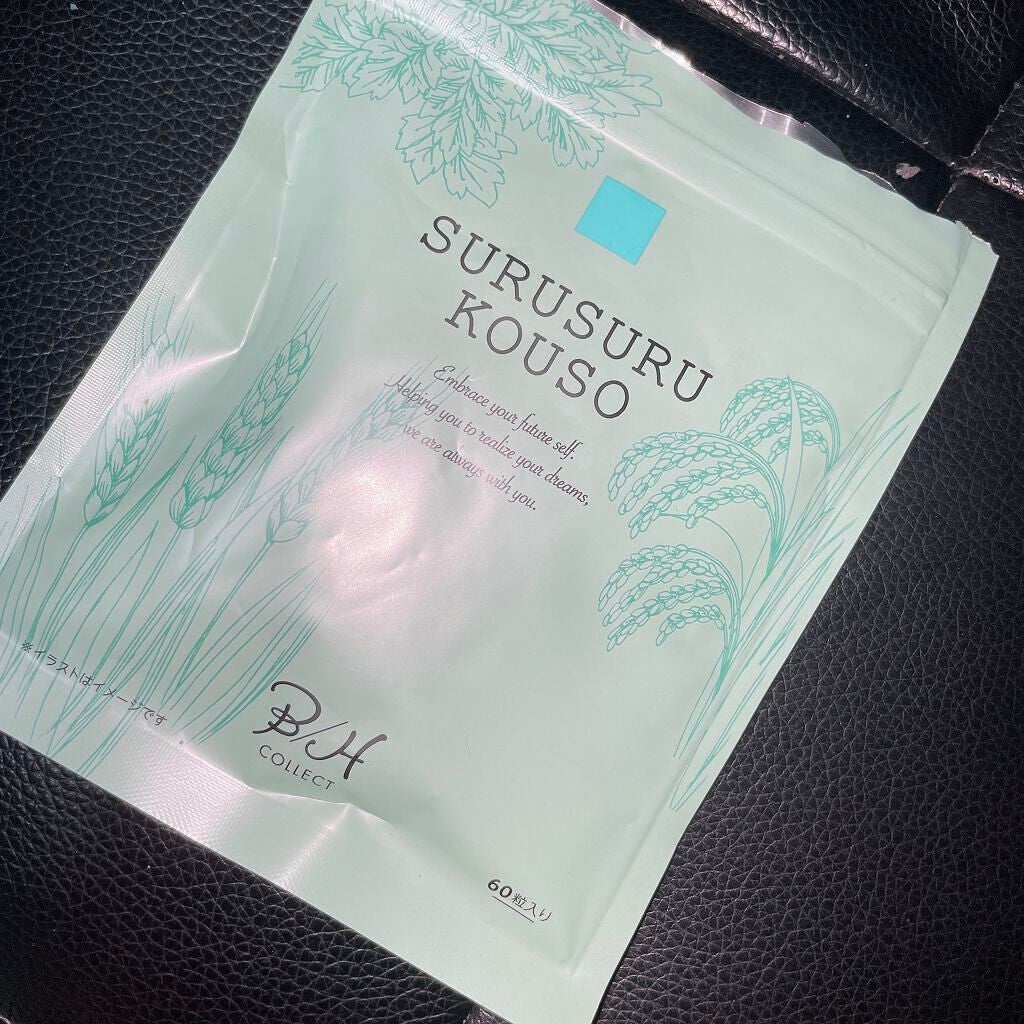 SURUSURU
KOUSO
Embrace your future self.
Helping you to realize your dreams,
we are always with you.
※イラストはイメージです
B/H
COLLECT
60粒入り